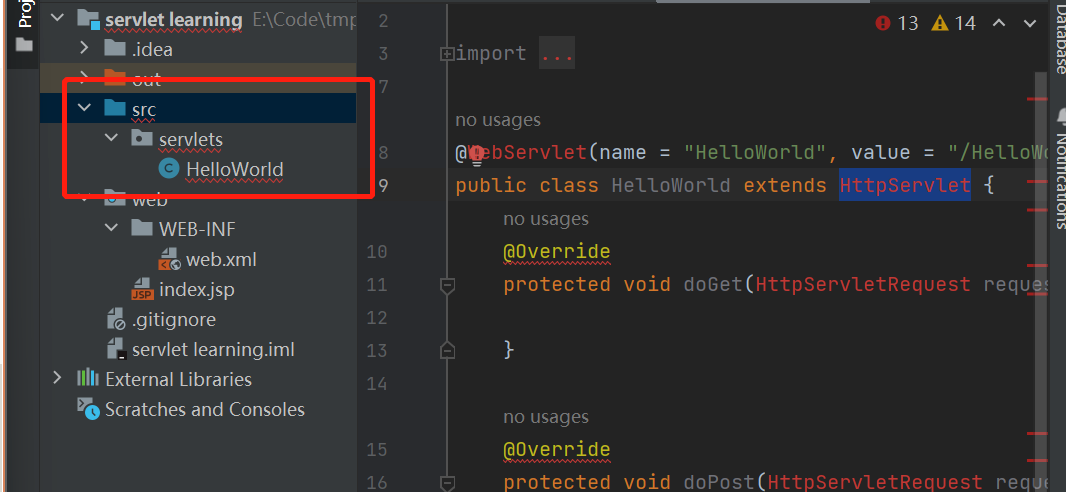 Proj
servlet learning E:\Code\tmp
.idea
out
src
servlets
HelloWorld
web
WEB-INF
web.xml
index.jsp
.gitignore
servlet learning.iml
External Libraries
Scratches and Consoles
13 14
2
3 import ...
7
no usages
8 @WebServlet(name = "HelloWorld", value = "/HelloWo
9 public class HelloWorld extends HttpServlet {
no usages
10 @Override
11 protected void doGet(HttpServletRequest reque
12
13 }
14
no usages
15 @Override
16 protected void doPost(HttpServletRequest requ
Database
Notifications